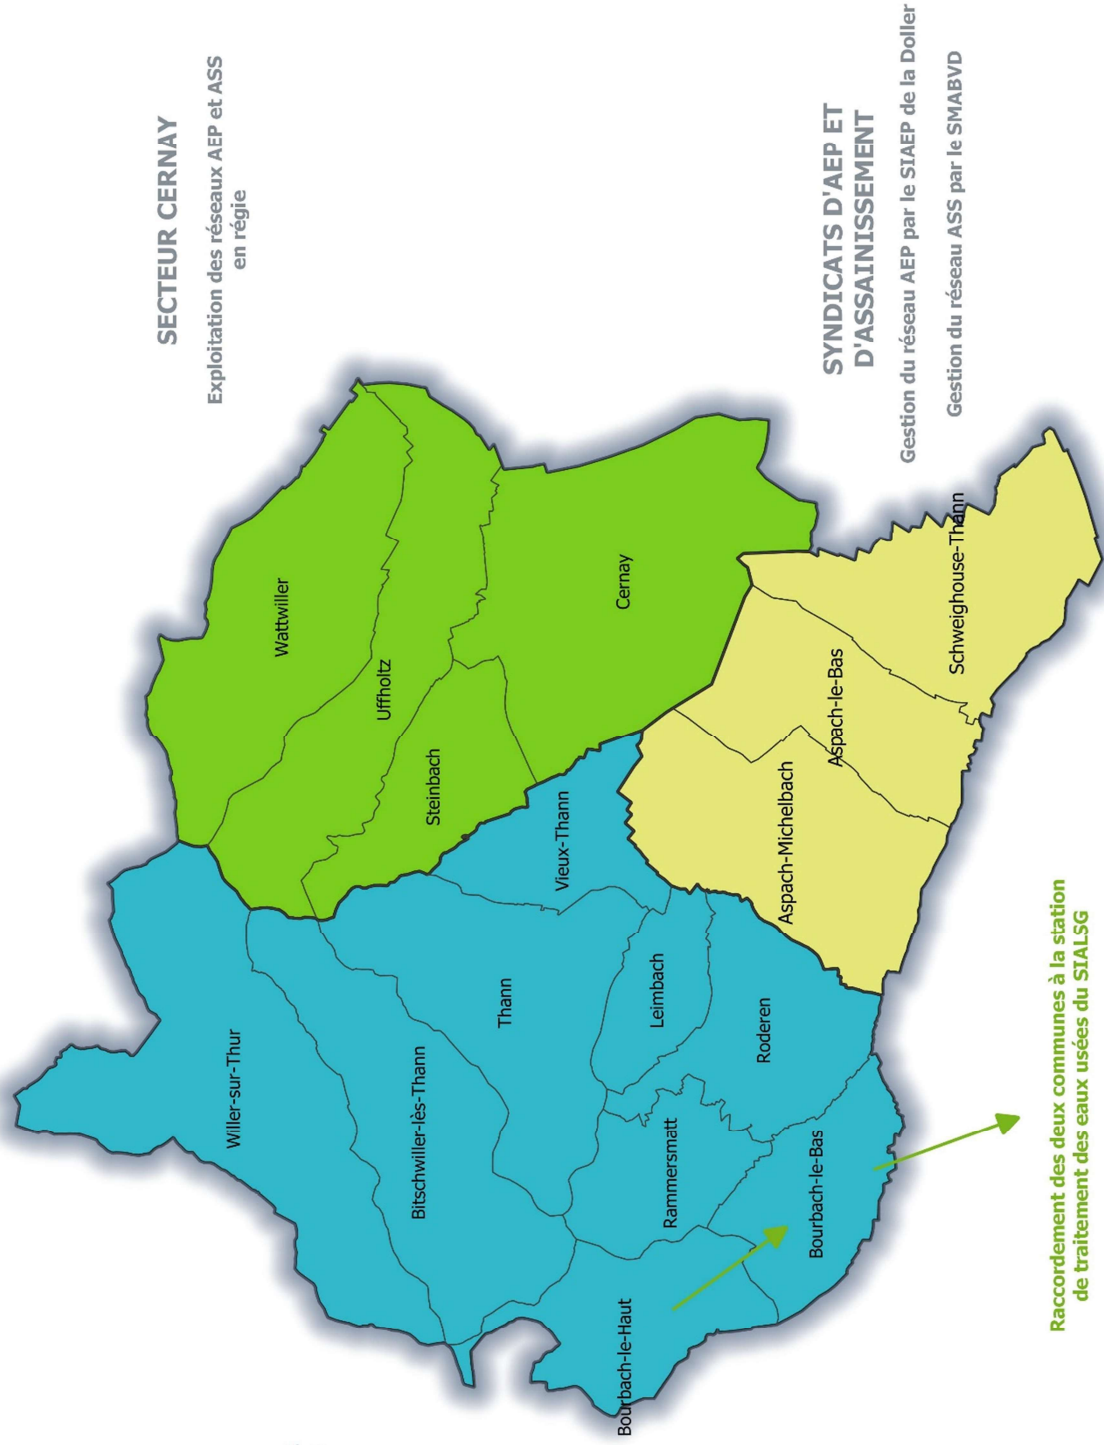 SECTEUR CERNAY
Exploitation des réseaux AEP et ASS
en régie
Willer-sur-Thur
Wattwiller
Uffholtz
Bitschwiller-lès-Thann
Steinbach
Thann
Vieux-Thann
Cernay
Bourbach-le-Haut
Rammersmatt
Leimbach
Roderen
Bourbach-le-Bas
Aspach-Michelbach
Aspach-le-Bas
Schweighouse-Thann
SYNDICATS D'AEP ET
D'ASSAINISSEMENT
Gestion du réseau AEP par le SIAEP de la Doller
Gestion du réseau ASS par le SMABVD
Raccordement des deux communes à la station
de traitement des eaux usées du SIALSG